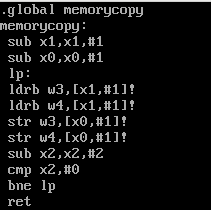 .global memorycopy
memorycopy:
sub x1,x1,#1
sub x0,x0,#1
lp:
ldrb w3,[x1,#1]!
ldrb w4,[x1,#1]!
str w3,[x0,#1]!
str w4,[x0,#1]!
sub x2,x2,#2
cmp x2,#0
bne lp
ret